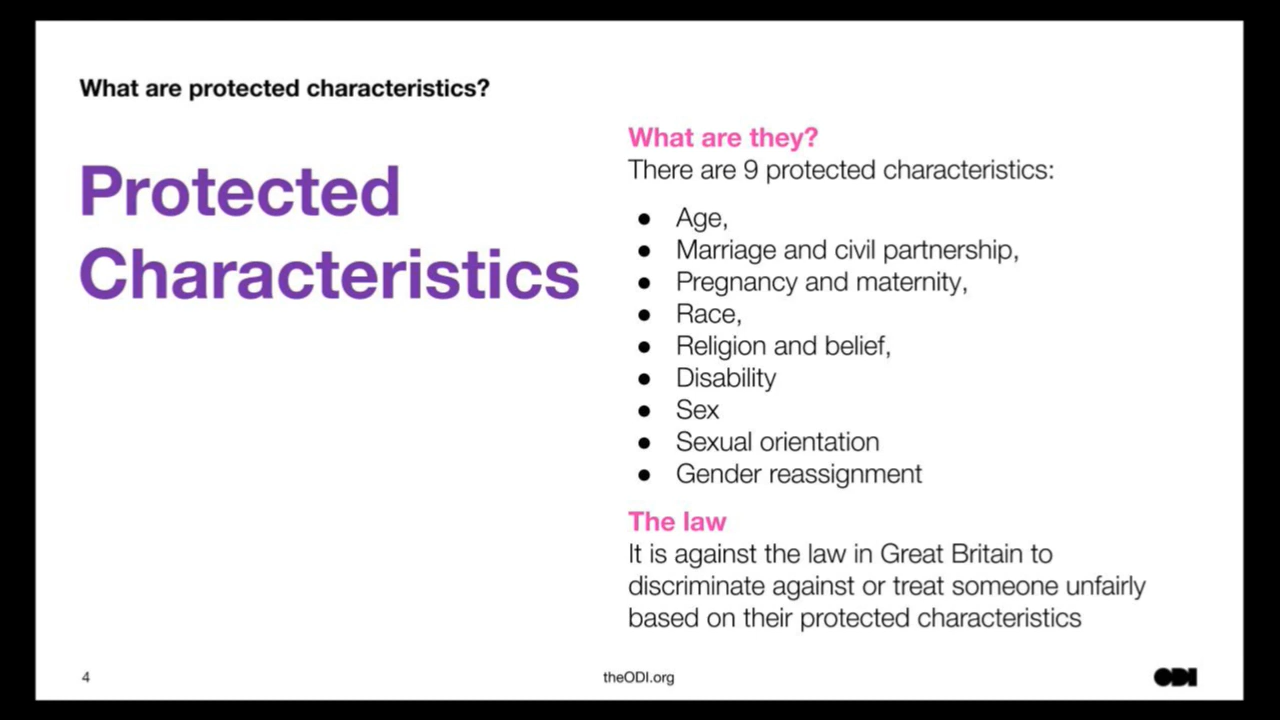 What are protected characteristics?
Protected
Characteristics
What are they?
There are 9 protected characteristics:
● Age,
● Marriage and civil partnership,
● Pregnancy and maternity,
● Race,
● Religion and belief,
● Disability
● Sex
● Sexual orientation
● Gender reassignment
The law
It is against the law in Great Britain to
discriminate against or treat someone unfairly
based on their protected characteristics
4
theODI.org
ODI